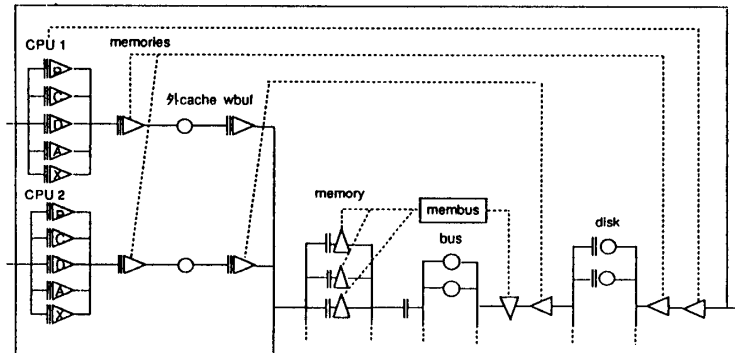 CPU 1
memories
P
C
D
A
X
外cache wbuf
CPU 2
P
C
D
A
X
memory
membus
bus
disk